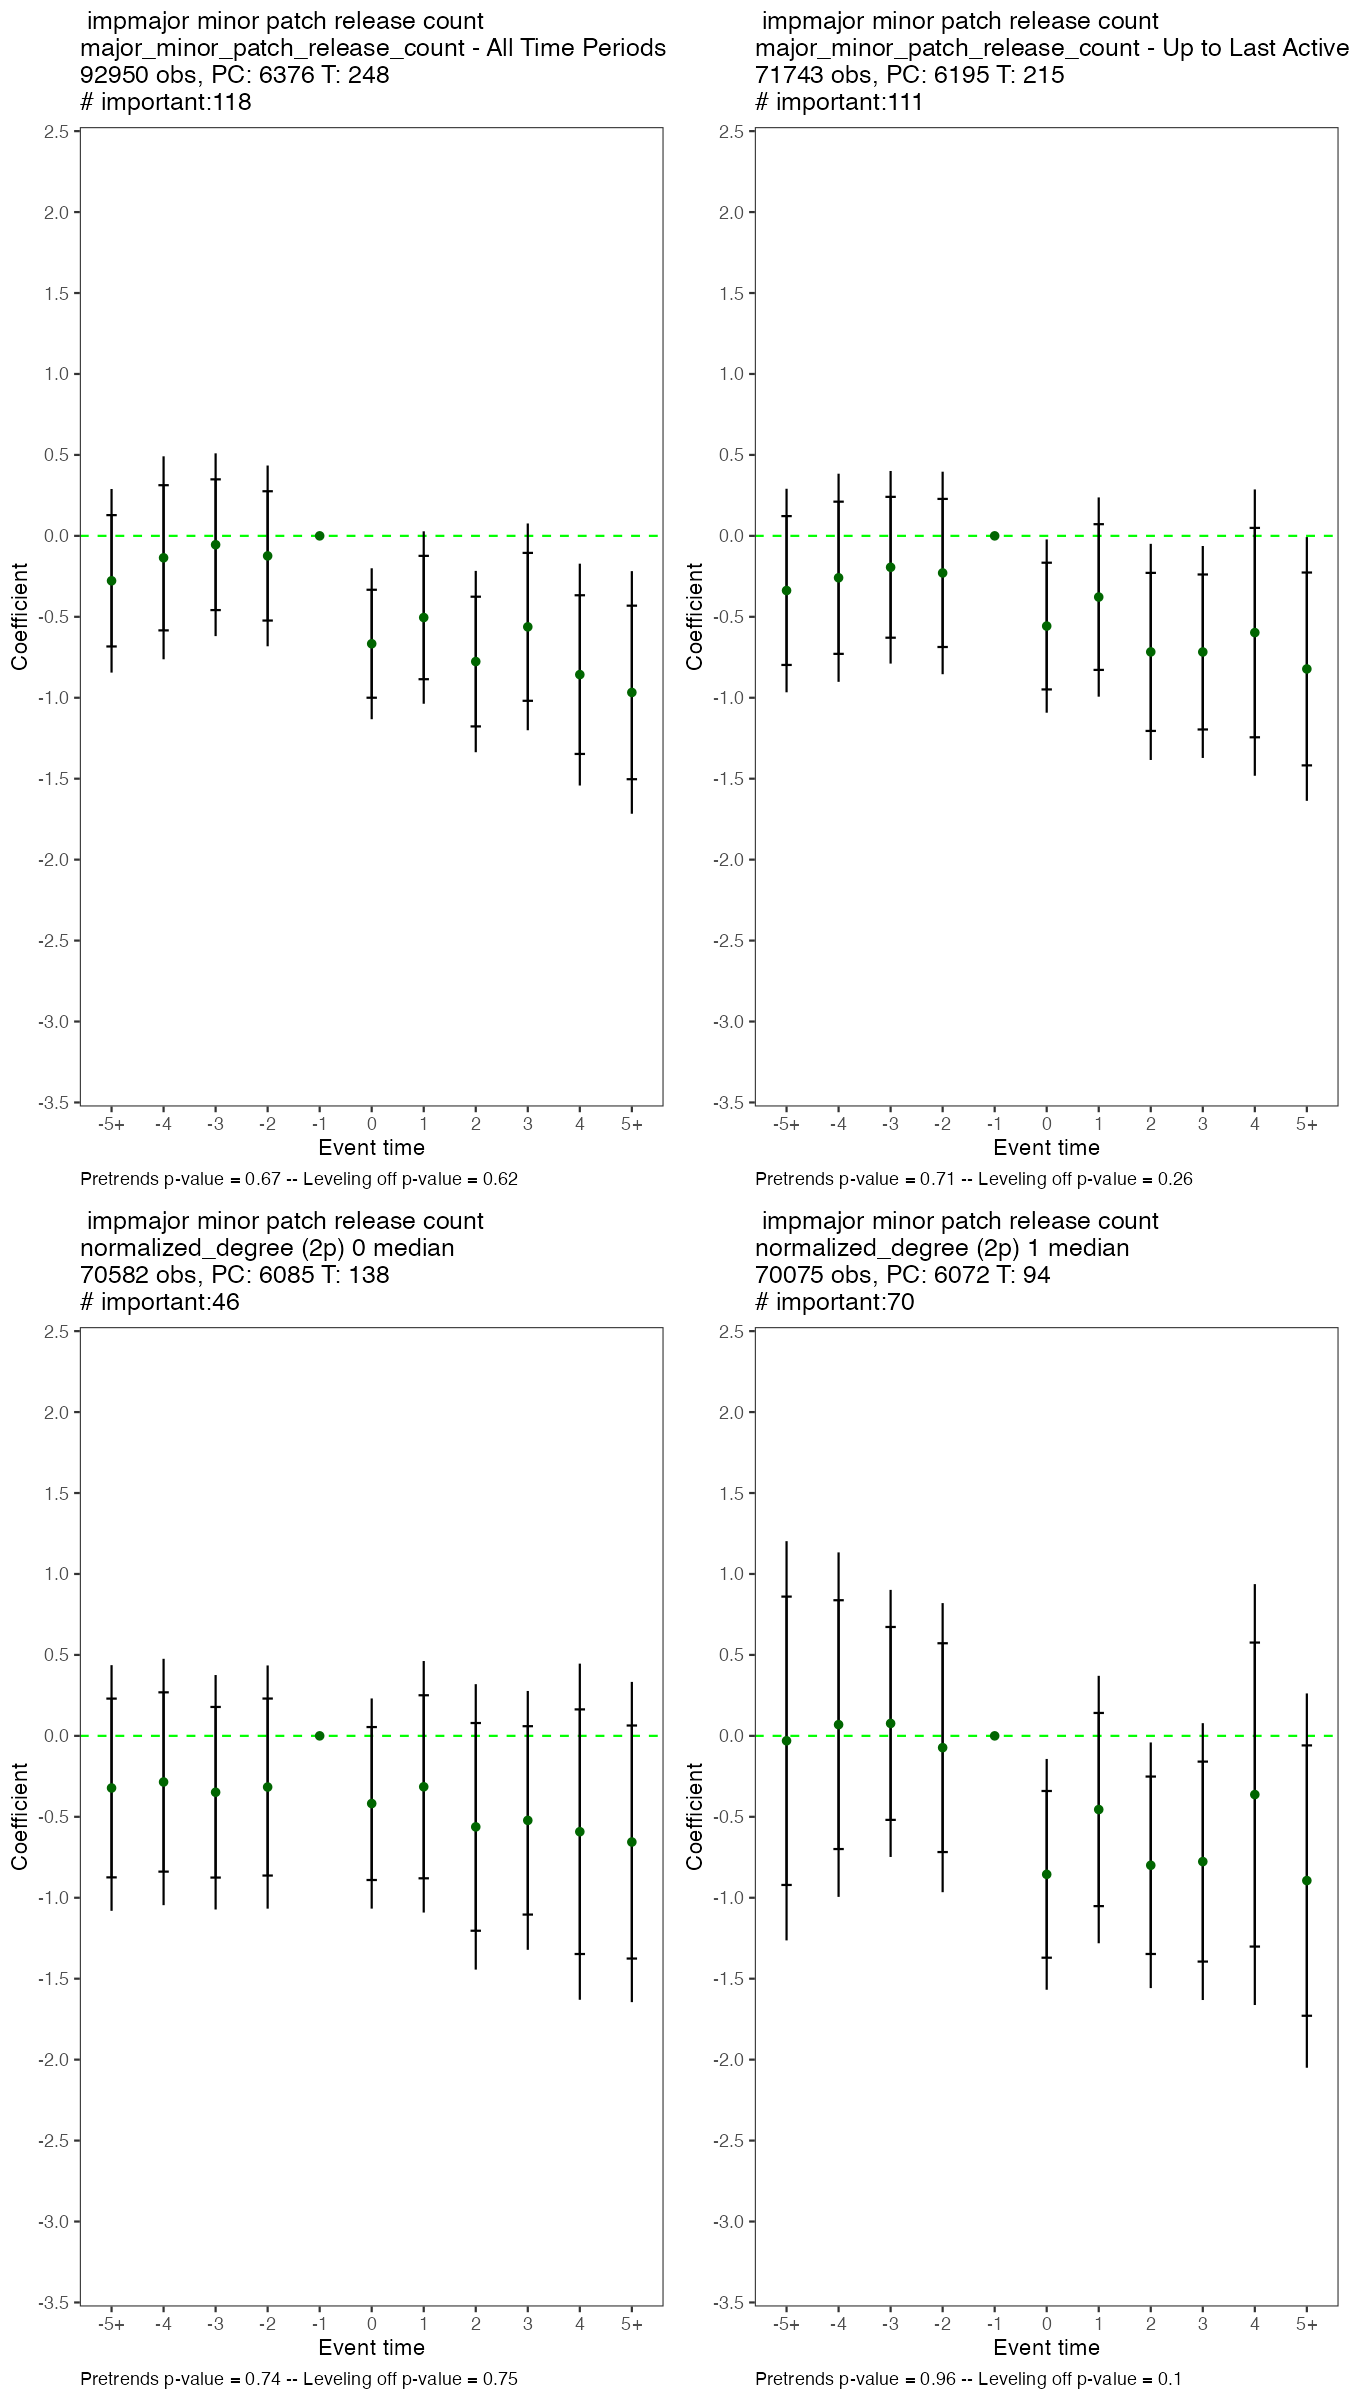 impmajor minor patch release count
major_minor_patch_release_count - All Time Periods
92950 obs, PC: 6376 T: 248
# important:118
2.5
2.0
1.5
1.0
0.5
0.0
-0.5
-1.0
-1.5
-2.0
-2.5
-3.0
-3.5
Coefficient
-5+ -4 -3 -2 -1 0 1 2 3 4 5+
Event time
Pretrends p-value = 0.67 -- Leveling off p-value = 0.62
impmajor minor patch release count
major_minor_patch_release_count - Up to Last Active
71743 obs, PC: 6195 T: 215
# important:111
2.5
2.0
1.5
1.0
0.5
0.0
-0.5
-1.0
-1.5
-2.0
-2.5
-3.0
-3.5
Coefficient
-5+ -4 -3 -2 -1 0 1 2 3 4 5+
Event time
Pretrends p-value = 0.71 -- Leveling off p-value = 0.26
impmajor minor patch release count
normalized_degree (2p) 0 median
70582 obs, PC: 6085 T: 138
# important:46
2.5
2.0
1.5
1.0
0.5
0.0
-0.5
-1.0
-1.5
-2.0
-2.5
-3.0
-3.5
Coefficient
-5+ -4 -3 -2 -1 0 1 2 3 4 5+
Event time
Pretrends p-value = 0.74 -- Leveling off p-value = 0.75
impmajor minor patch release count
normalized_degree (2p) 1 median
70075 obs, PC: 6072 T: 94
# important:70
2.5
2.0
1.5
1.0
0.5
0.0
-0.5
-1.0
-1.5
-2.0
-2.5
-3.0
-3.5
Coefficient
-5+ -4 -3 -2 -1 0 1 2 3 4 5+
Event time
Pretrends p-value = 0.96 -- Leveling off p-value = 0.1